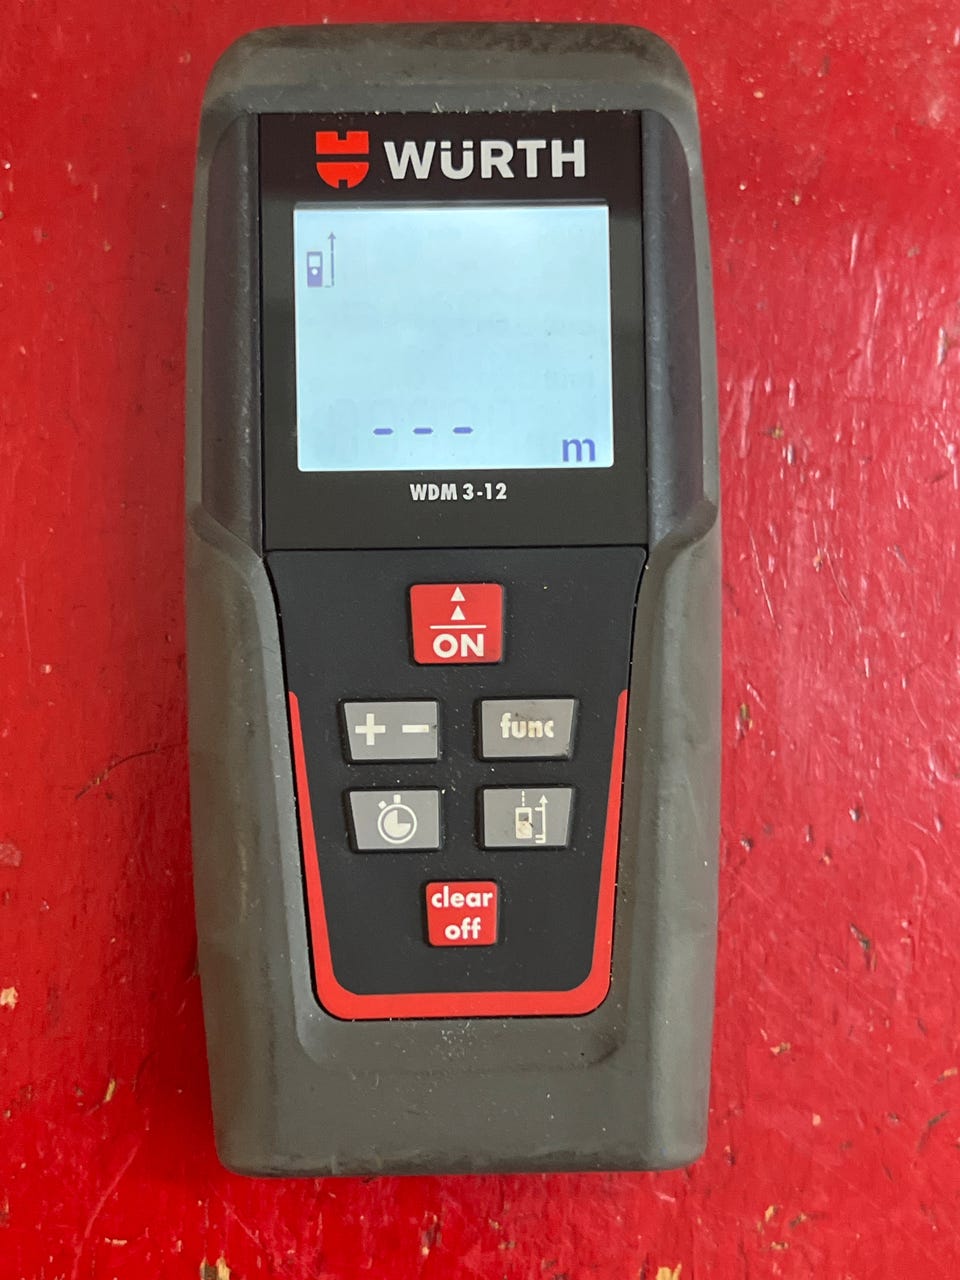 WÜRTH
- - -
m
WDM 3-12
ON
+ -
func
clear
off